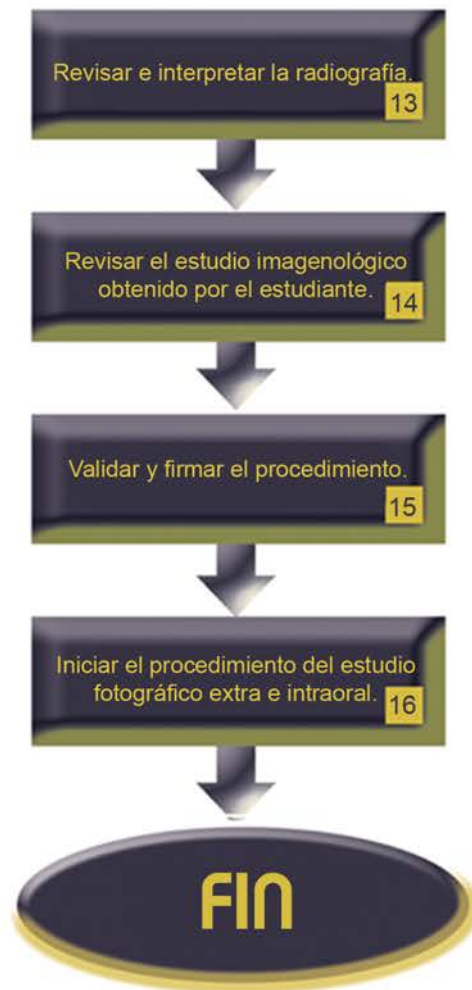 Revisar e interpretar la radiografía.
13
Revisar el estudio imagenológico
obtenido por el estudiante.
14
Validar y firmar el procedimiento.
15
Iniciar el procedimiento del estudio
fotográfico extra e intraoral.
16
FIN